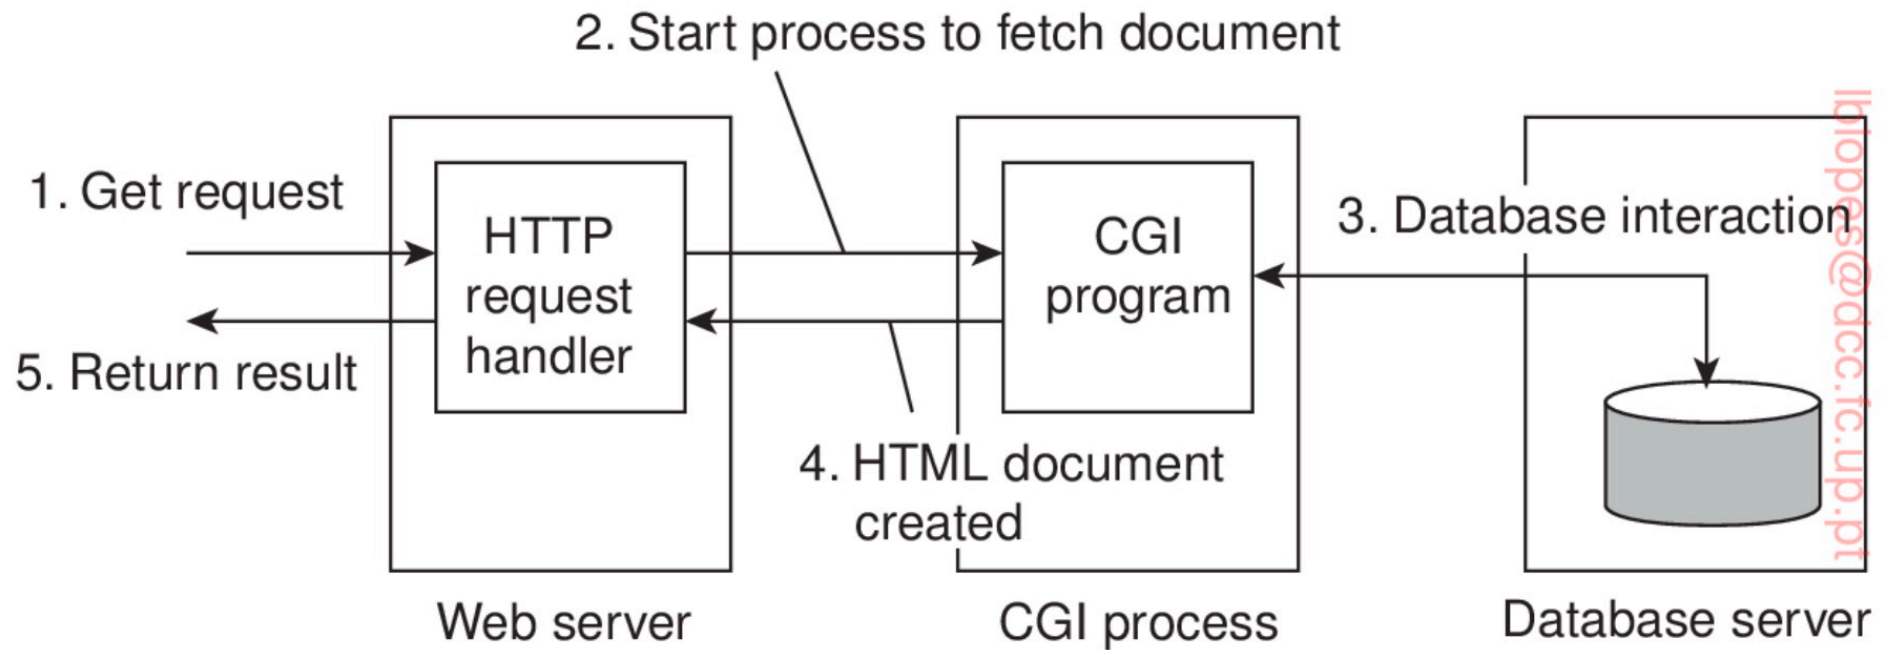 2. Start process to fetch document
1. Get request
HTTP
request
handler
CGI
program
3. Database interaction
5. Return result
4. HTML document
created
Web server
CGI process
Database server
lblopes@dcc.fc.up.pt